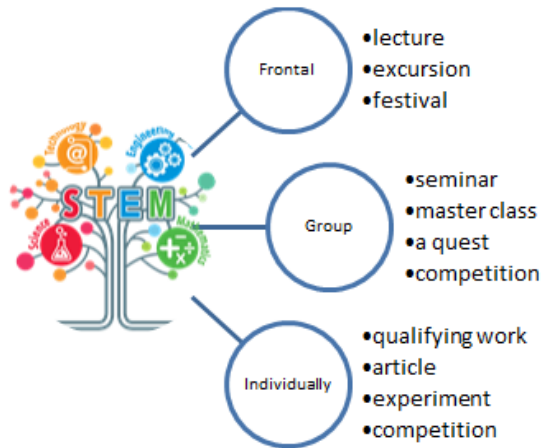 Technology
Engineering
STEM
Science
Mathematics
Frontal
•lecture
•excursion
•festival
Group
•seminar
•master class
•a quest
•competition
Individually
•qualifying work
•article
•experiment
•competition